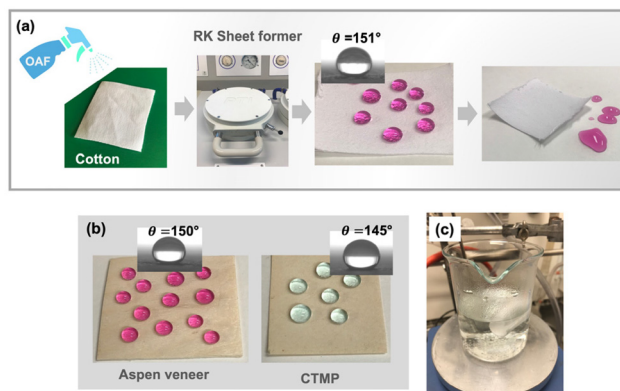 (a)
RK Sheet former
θ=151°
OAF
Cotton
(b)
θ =150°
θ =145°
(c)
Aspen veneer
CTMP